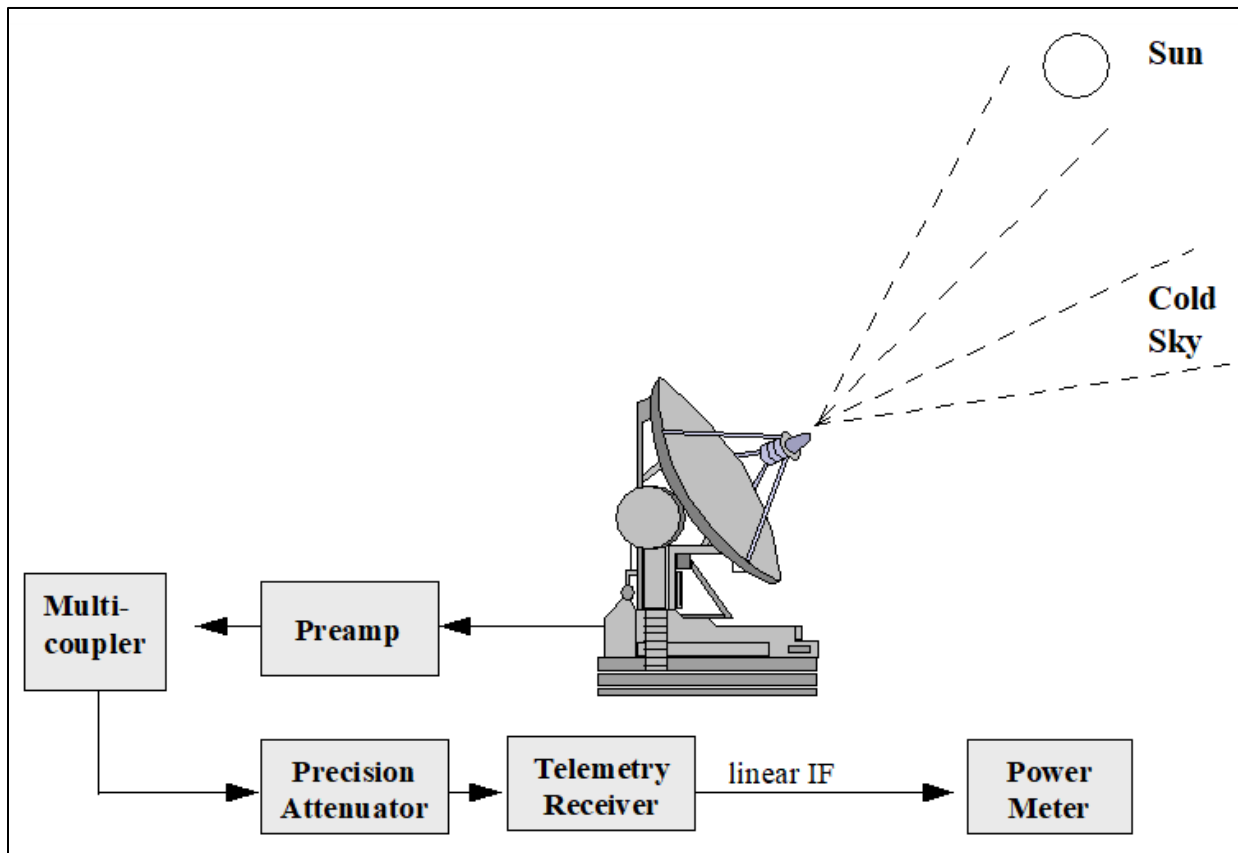 Sun
Cold
Sky
Multi-
coupler
Preamp
Precision
Attenuator
Telemetry
Receiver
linear IF
Power
Meter